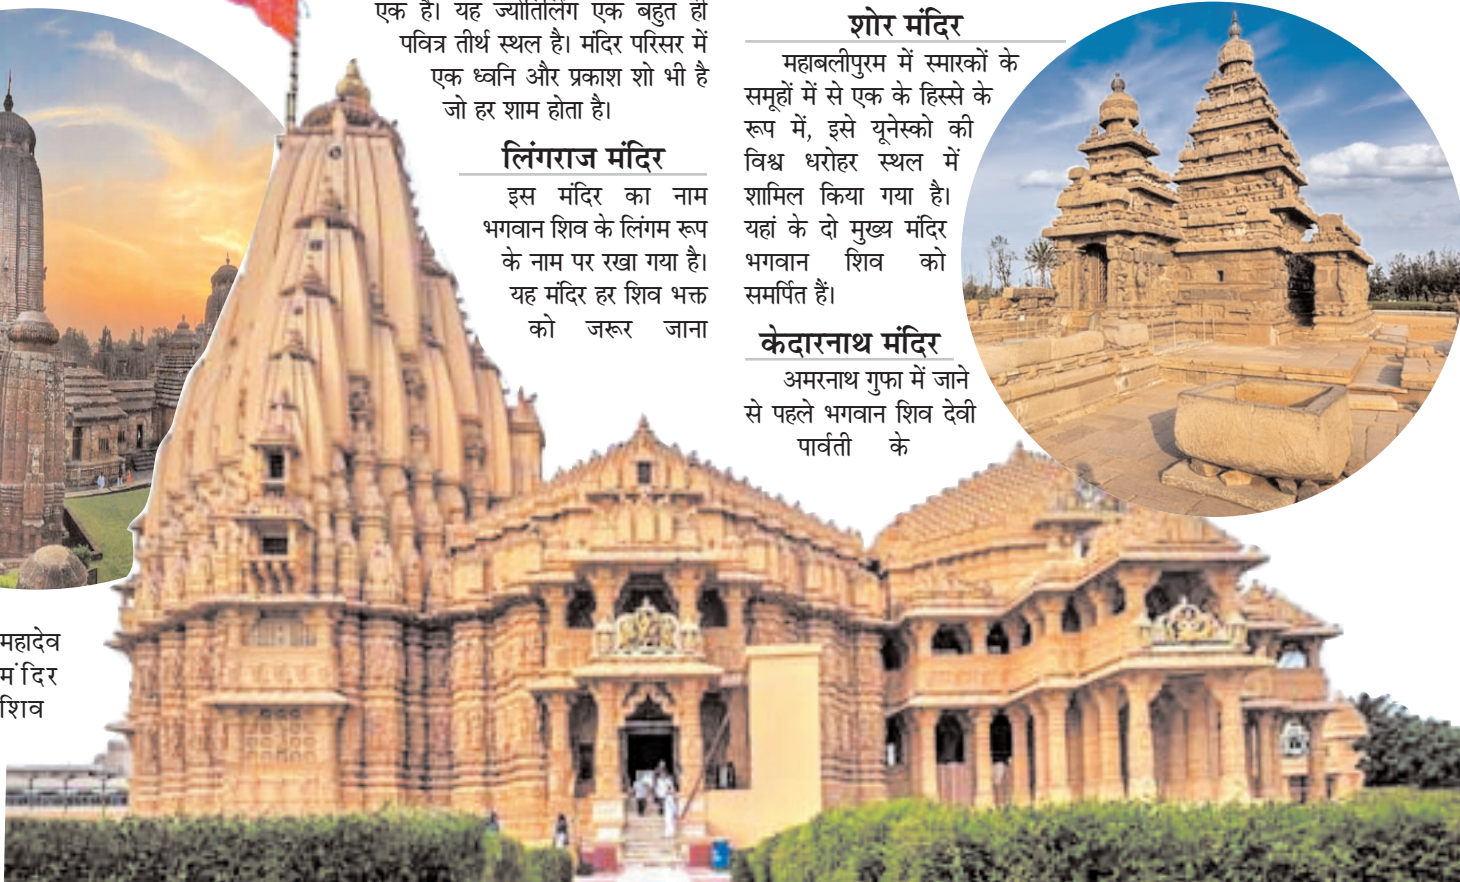 एक है। यह ज्योतिर्लिंग एक बहुत ही
पवित्र तीर्थ स्थल है। मंदिर परिसर में
एक ध्वनि और प्रकाश शो भी है
जो हर शाम होता है।
लिंगराज मंदिर
इस मंदिर का नाम
भगवान शिव के लिंगम रूप
के नाम पर रखा गया है।
यह मंदिर हर शिव भक्त
को जरूर जाना
शोर मंदिर
महाबलीपुरम में स्मारकों के
समूहों में से एक के हिस्से के
रूप में, इसे यूनेस्को की
विश्व धरोहर स्थल में
शामिल किया गया है।
यहां के दो मुख्य मंदिर
भगवान शिव को
समर्पित हैं।
केदारनाथ मंदिर
अमरनाथ गुफा में जाने
से पहले भगवान शिव देवी
पार्वती के
महादेव
मंदिर
शिव